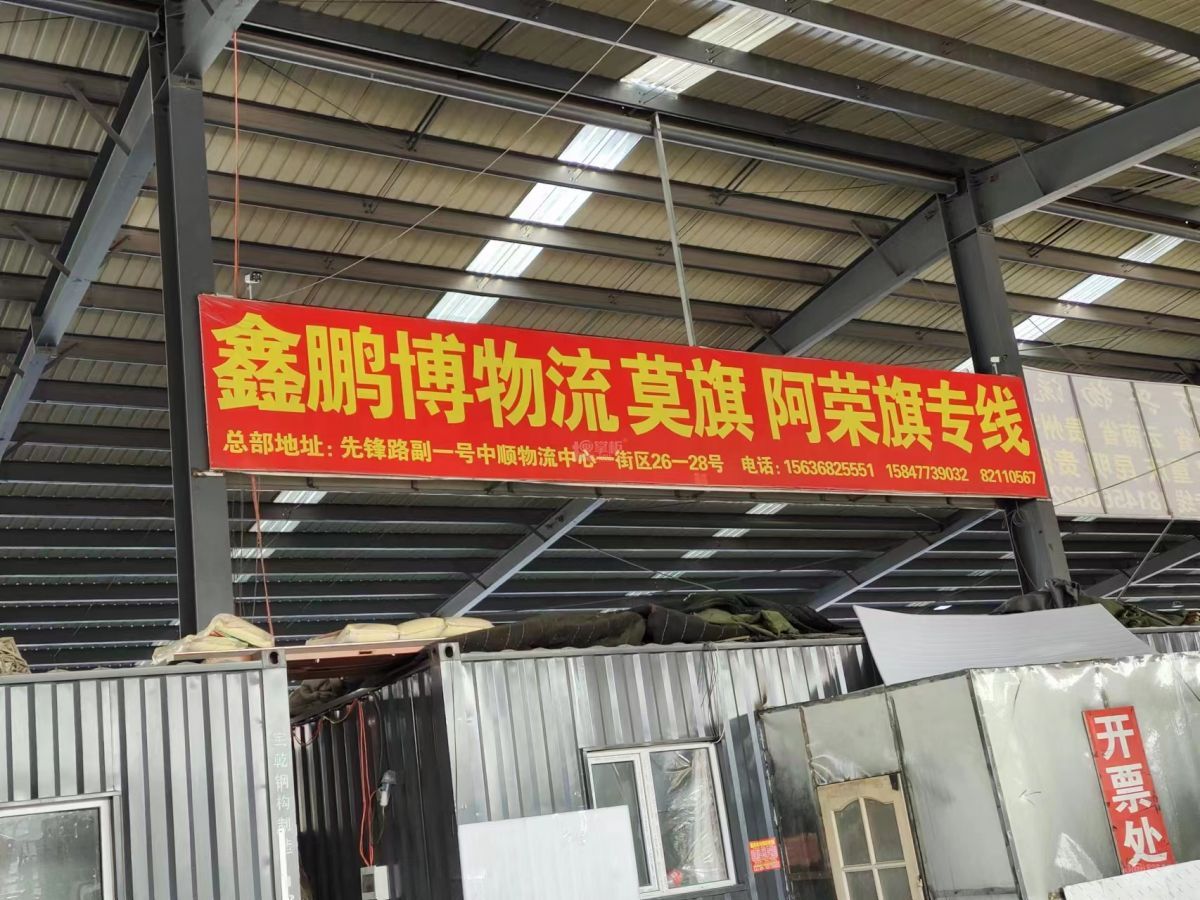 鑫鹏博物流 莫旗 阿荣旗专线
总部地址：先锋路副一号中顺物流中心一街区26－28号 电话：15636825551 15847739032 82110567
开票处